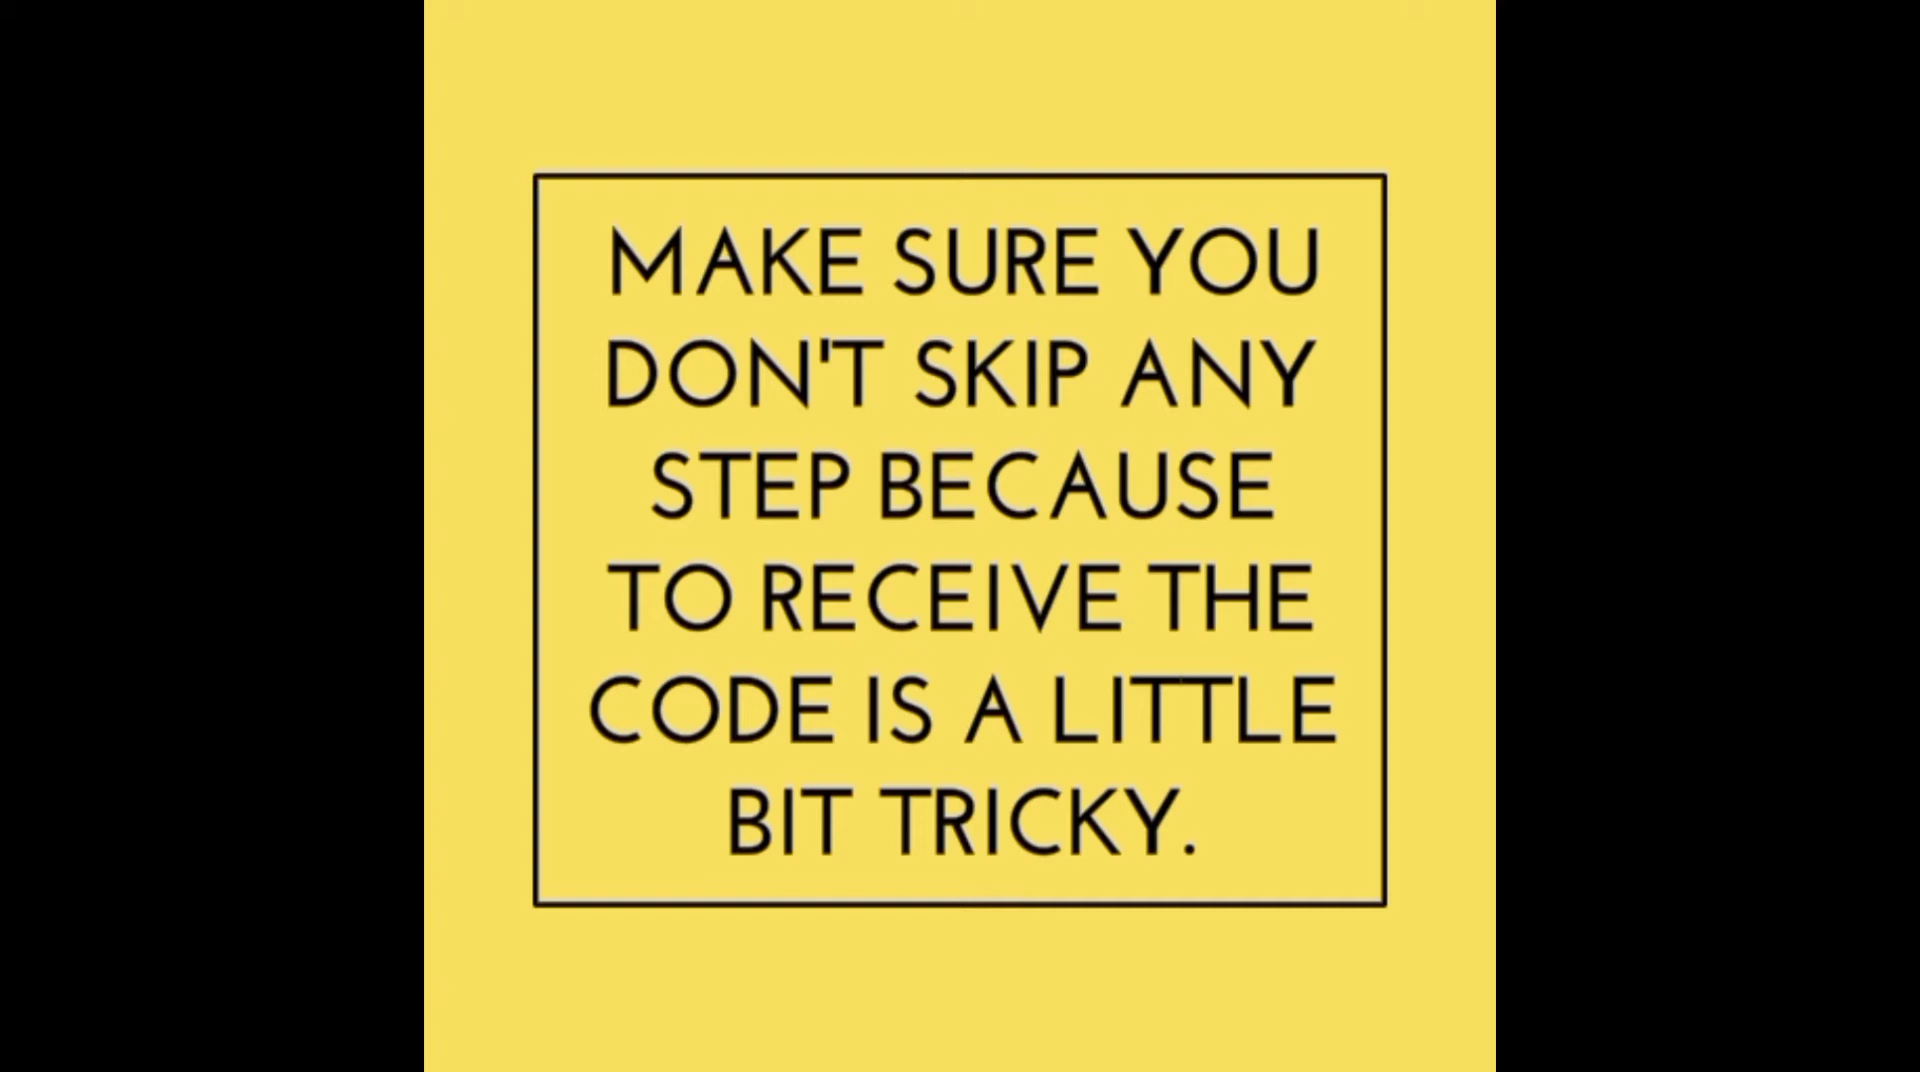 MAKE SURE YOU
DON'T SKIP ANY
STEP BECAUSE
TO RECEIVE THE
CODE IS A LITTLE
BIT TRICKY.